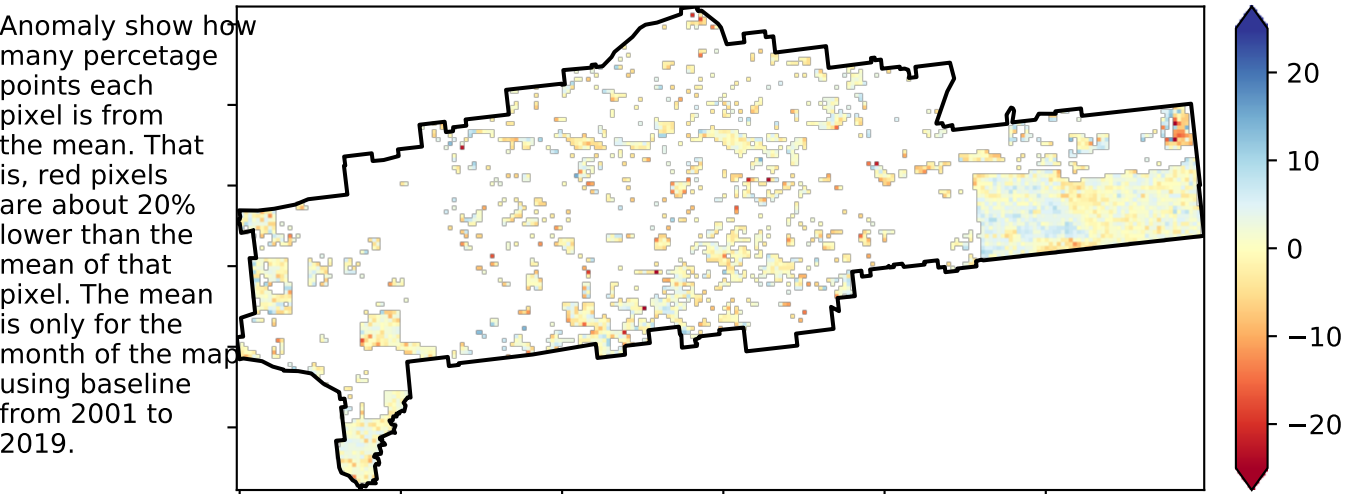 Anomaly show how
many percetage
points each
pixel is from
the mean. That
is, red pixels
are about 20%
lower than the
mean of that
pixel. The mean
is only for the
month of the map
using baseline
from 2001 to
2019.
20
10
0
−10
−20